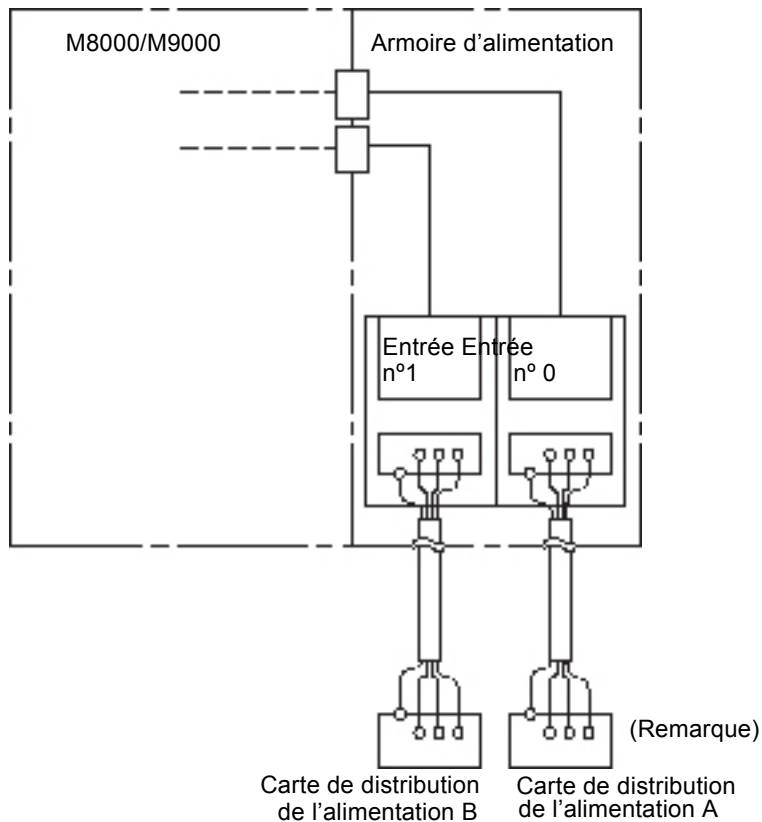 M8000/M9000
Armoire d'alimentation
Entrée Entrée
nº1 nº 0
(Remarque)
Carte de distribution
de l'alimentation B
Carte de distribution
de l'alimentation A